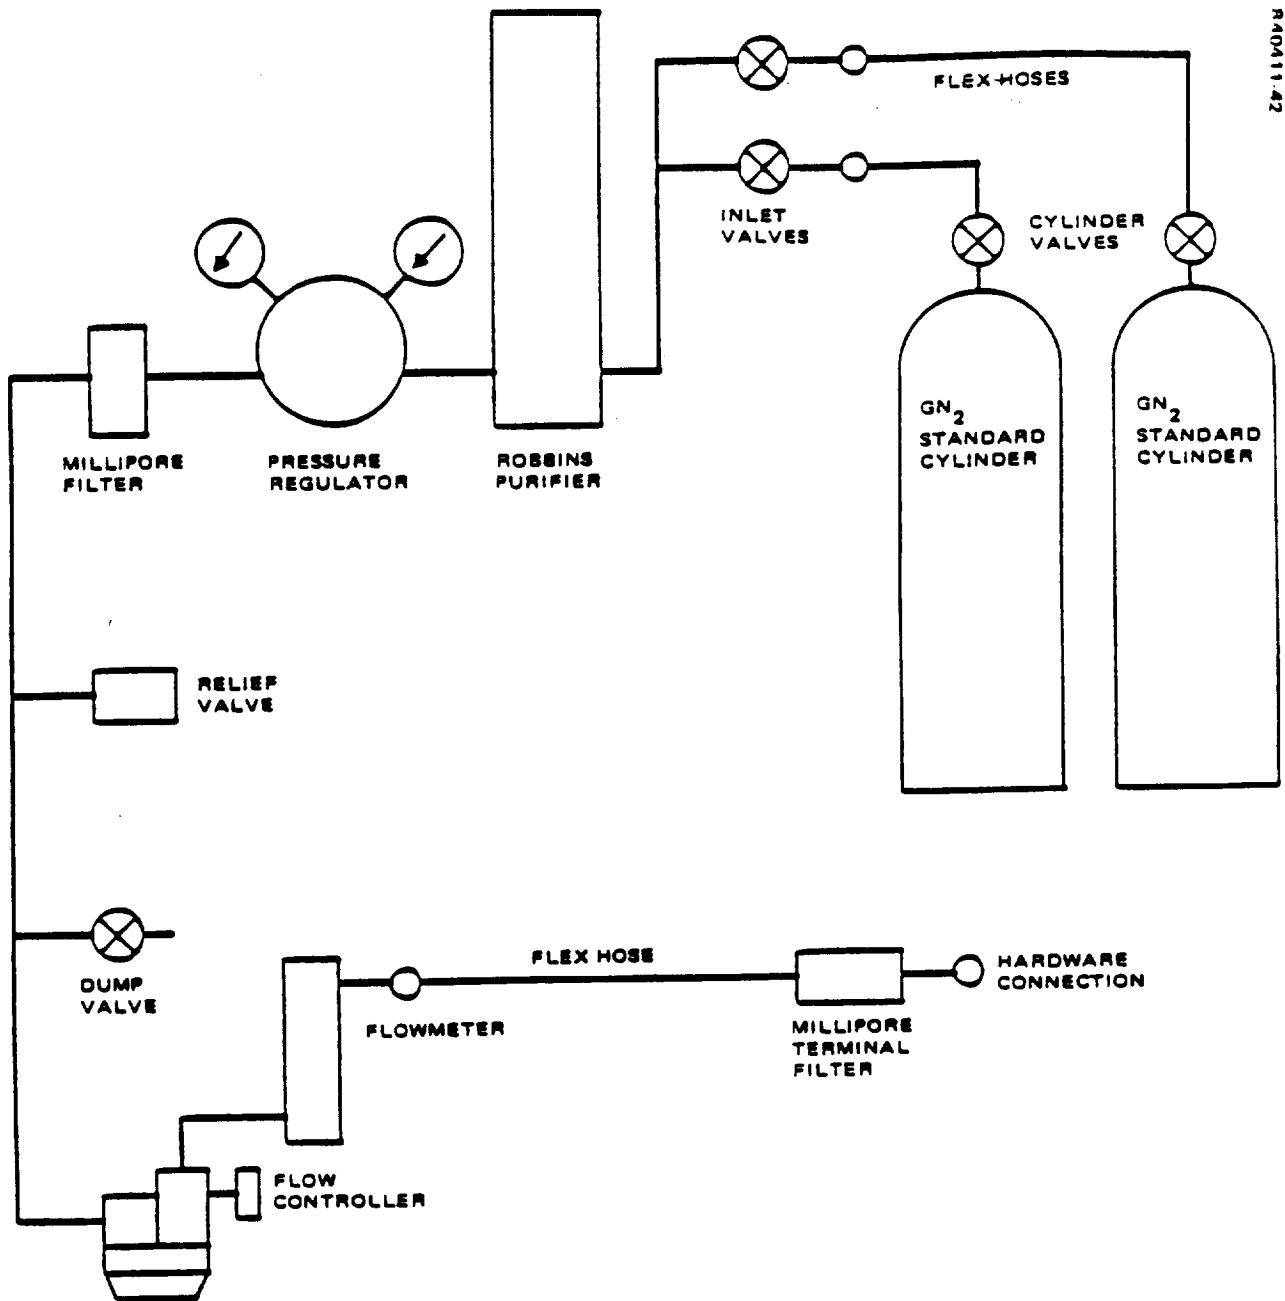 RAD411-42
FLEX-HOSES
INLET
VALVES
CYLINDER
VALVES
GN2
STANDARD
CYLINDER
GN2
STANDARD
CYLINDER
MILLIPORE
FILTER
PRESSURE
REGULATOR
ROBBINS
PURIFIER
RELIEF
VALVE
DUMP
VALVE
FLEX HOSE
HARDWARE
CONNECTION
FLOWMETER
MILLIPORE
TERMINAL
FILTER
FLOW
CONTROLLER